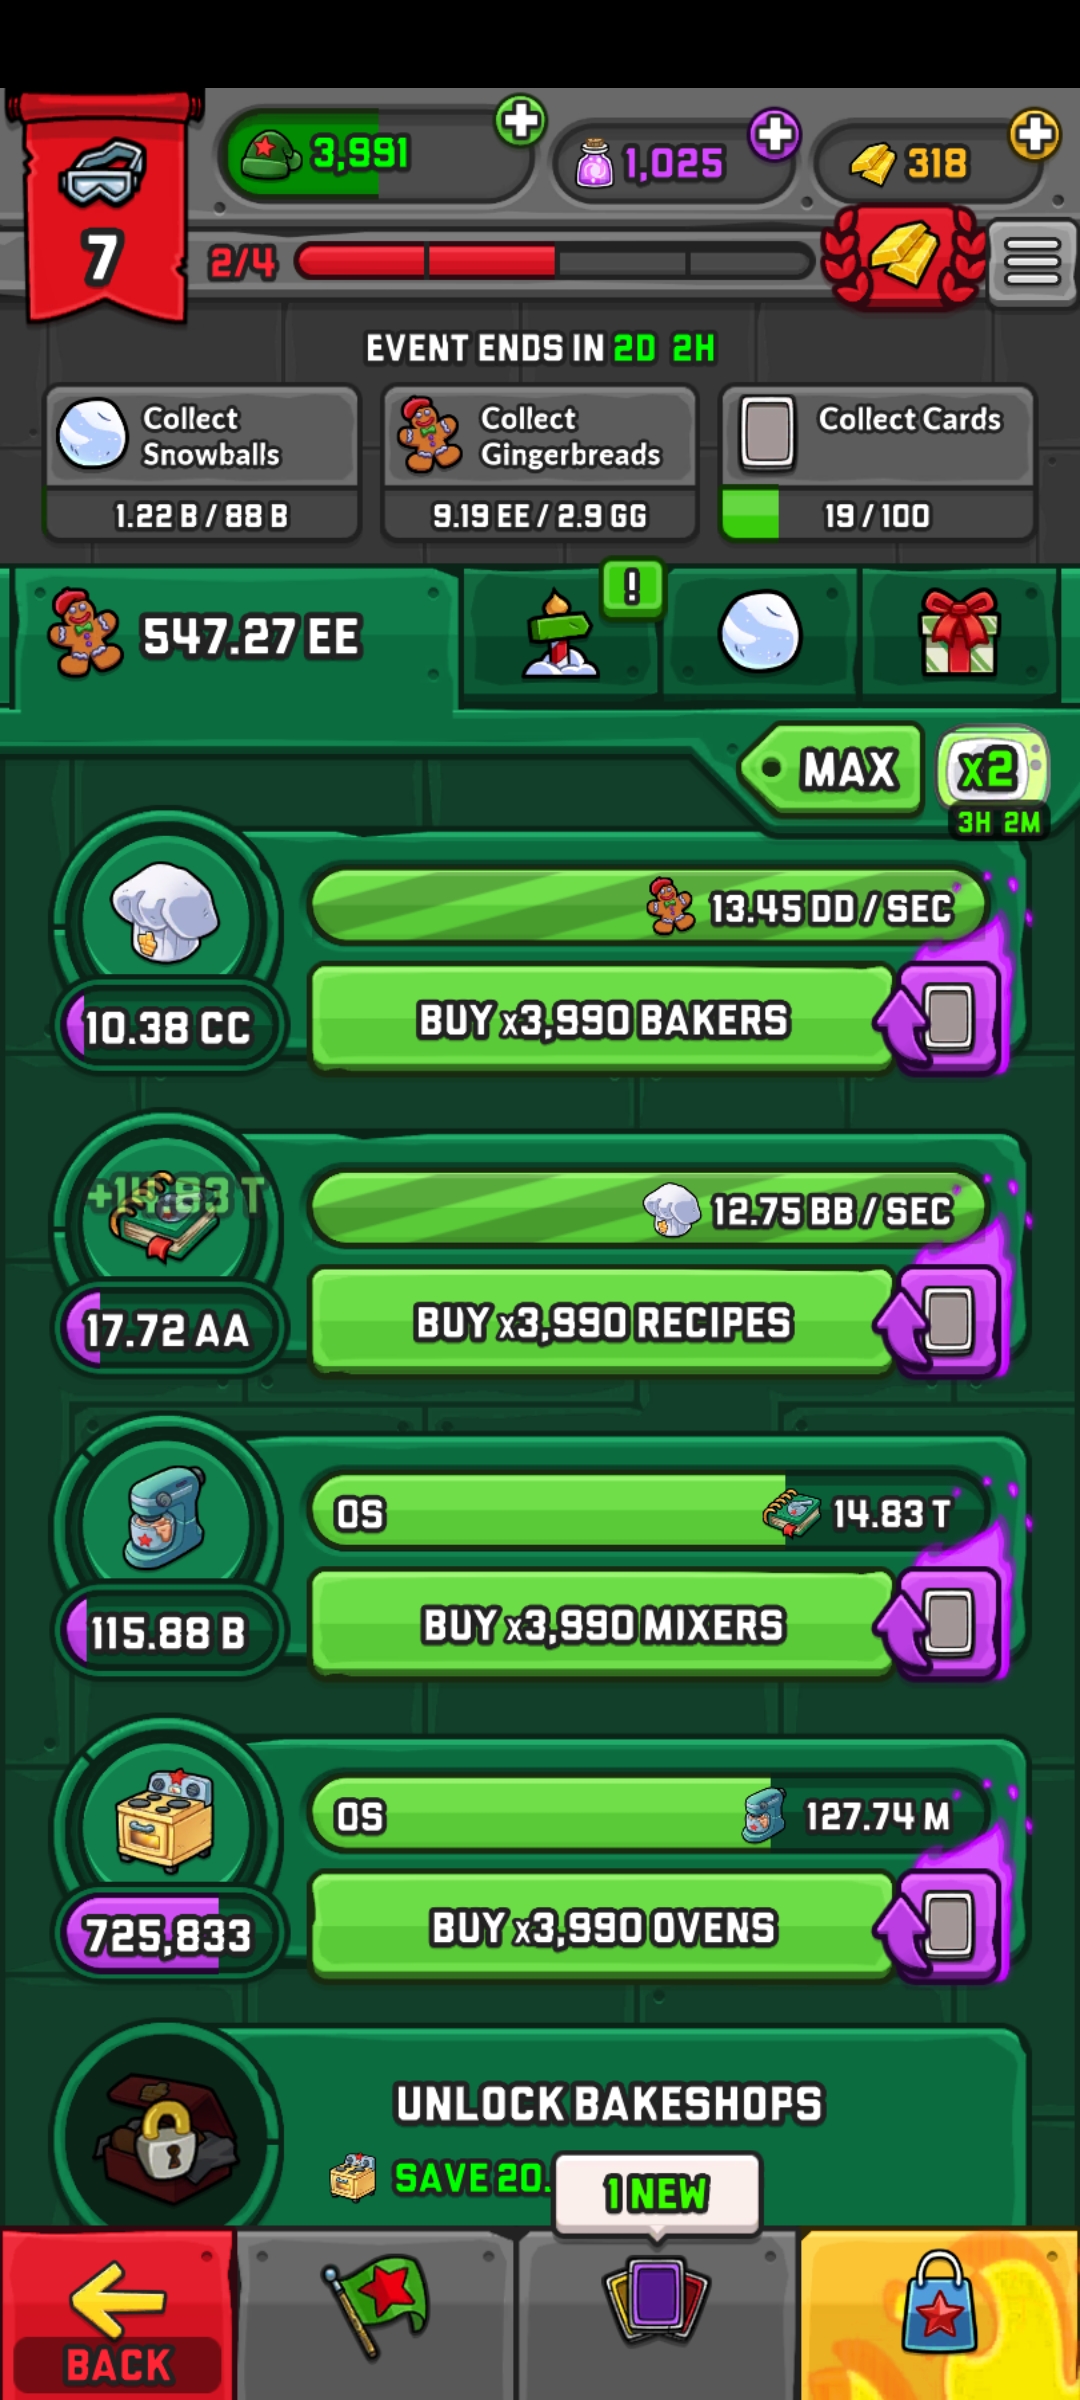 3,991
1,025
318
7
2/4
EVENT ENDS IN 2D 2H
Collect Snowballs
1.22 B / 88 B
Collect Gingerbreads
9.19 EE / 2.9 GG
Collect Cards
19 / 100
547.27 EE
!
MAX
x2
3H 2M
13.45 DD / SEC
10.38 CC
BUY x3,990 BAKERS
+14.83 T
12.75 BB / SEC
17.72 AA
BUY x3,990 RECIPES
0S
14.83 T
115.88 B
BUY x3,990 MIXERS
0S
127.74 M
725,833
BUY x3,990 OVENS
UNLOCK BAKESHOPS
SAVE 20.
1 NEW
BACK